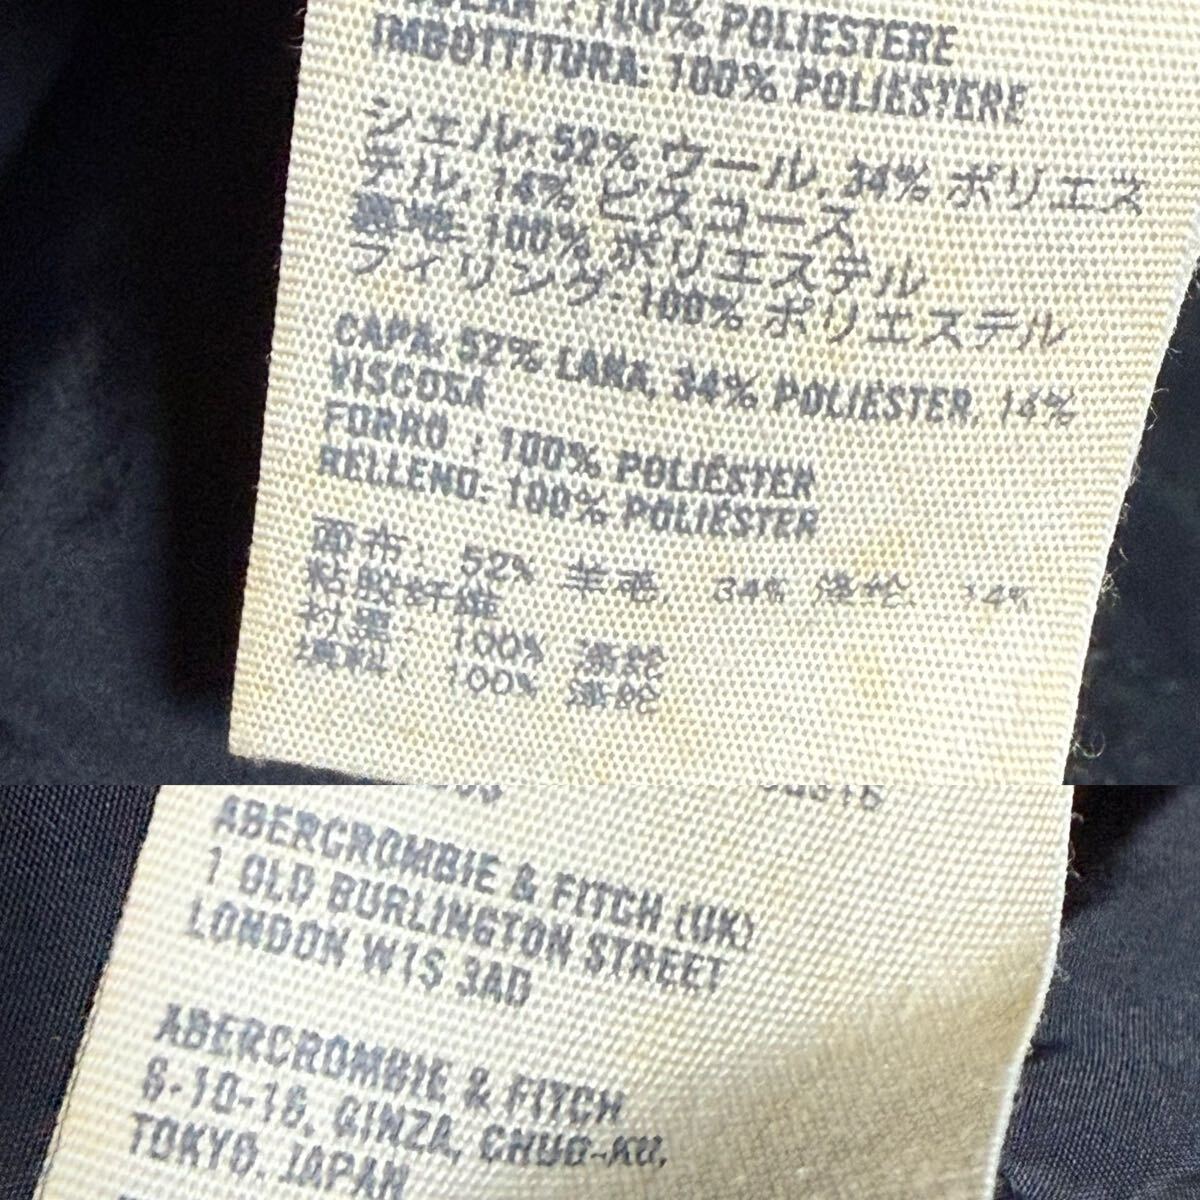 : 100% POLIESTERE
IMBOTTITURA: 100% POLIESTERE
シェル: 52% ウール, 34% ポリエス
テル, 14% ビスコース
裏地: 100% ポリエステル
フィリング: 100% ポリエステル
CAPA: 52% LANA, 34% POLIÉSTER, 14%
VISCOSA
FORRO : 100% POLIÉSTER
RELLENO: 100% POLIÉSTER
面布: 52% 羊毛, 34% 涤纶, 14%
粘胶纤维
衬里: 100% 涤纶
填料: 100% 涤纶
ABERCROMBIE & FITCH (UK)
1 OLD BURLINGTON STREET
LONDON W1S 3AD
ABERCROMBIE & FITCH
6-10-16, GINZA, CHUO-KU,
TOKYO, JAPAN